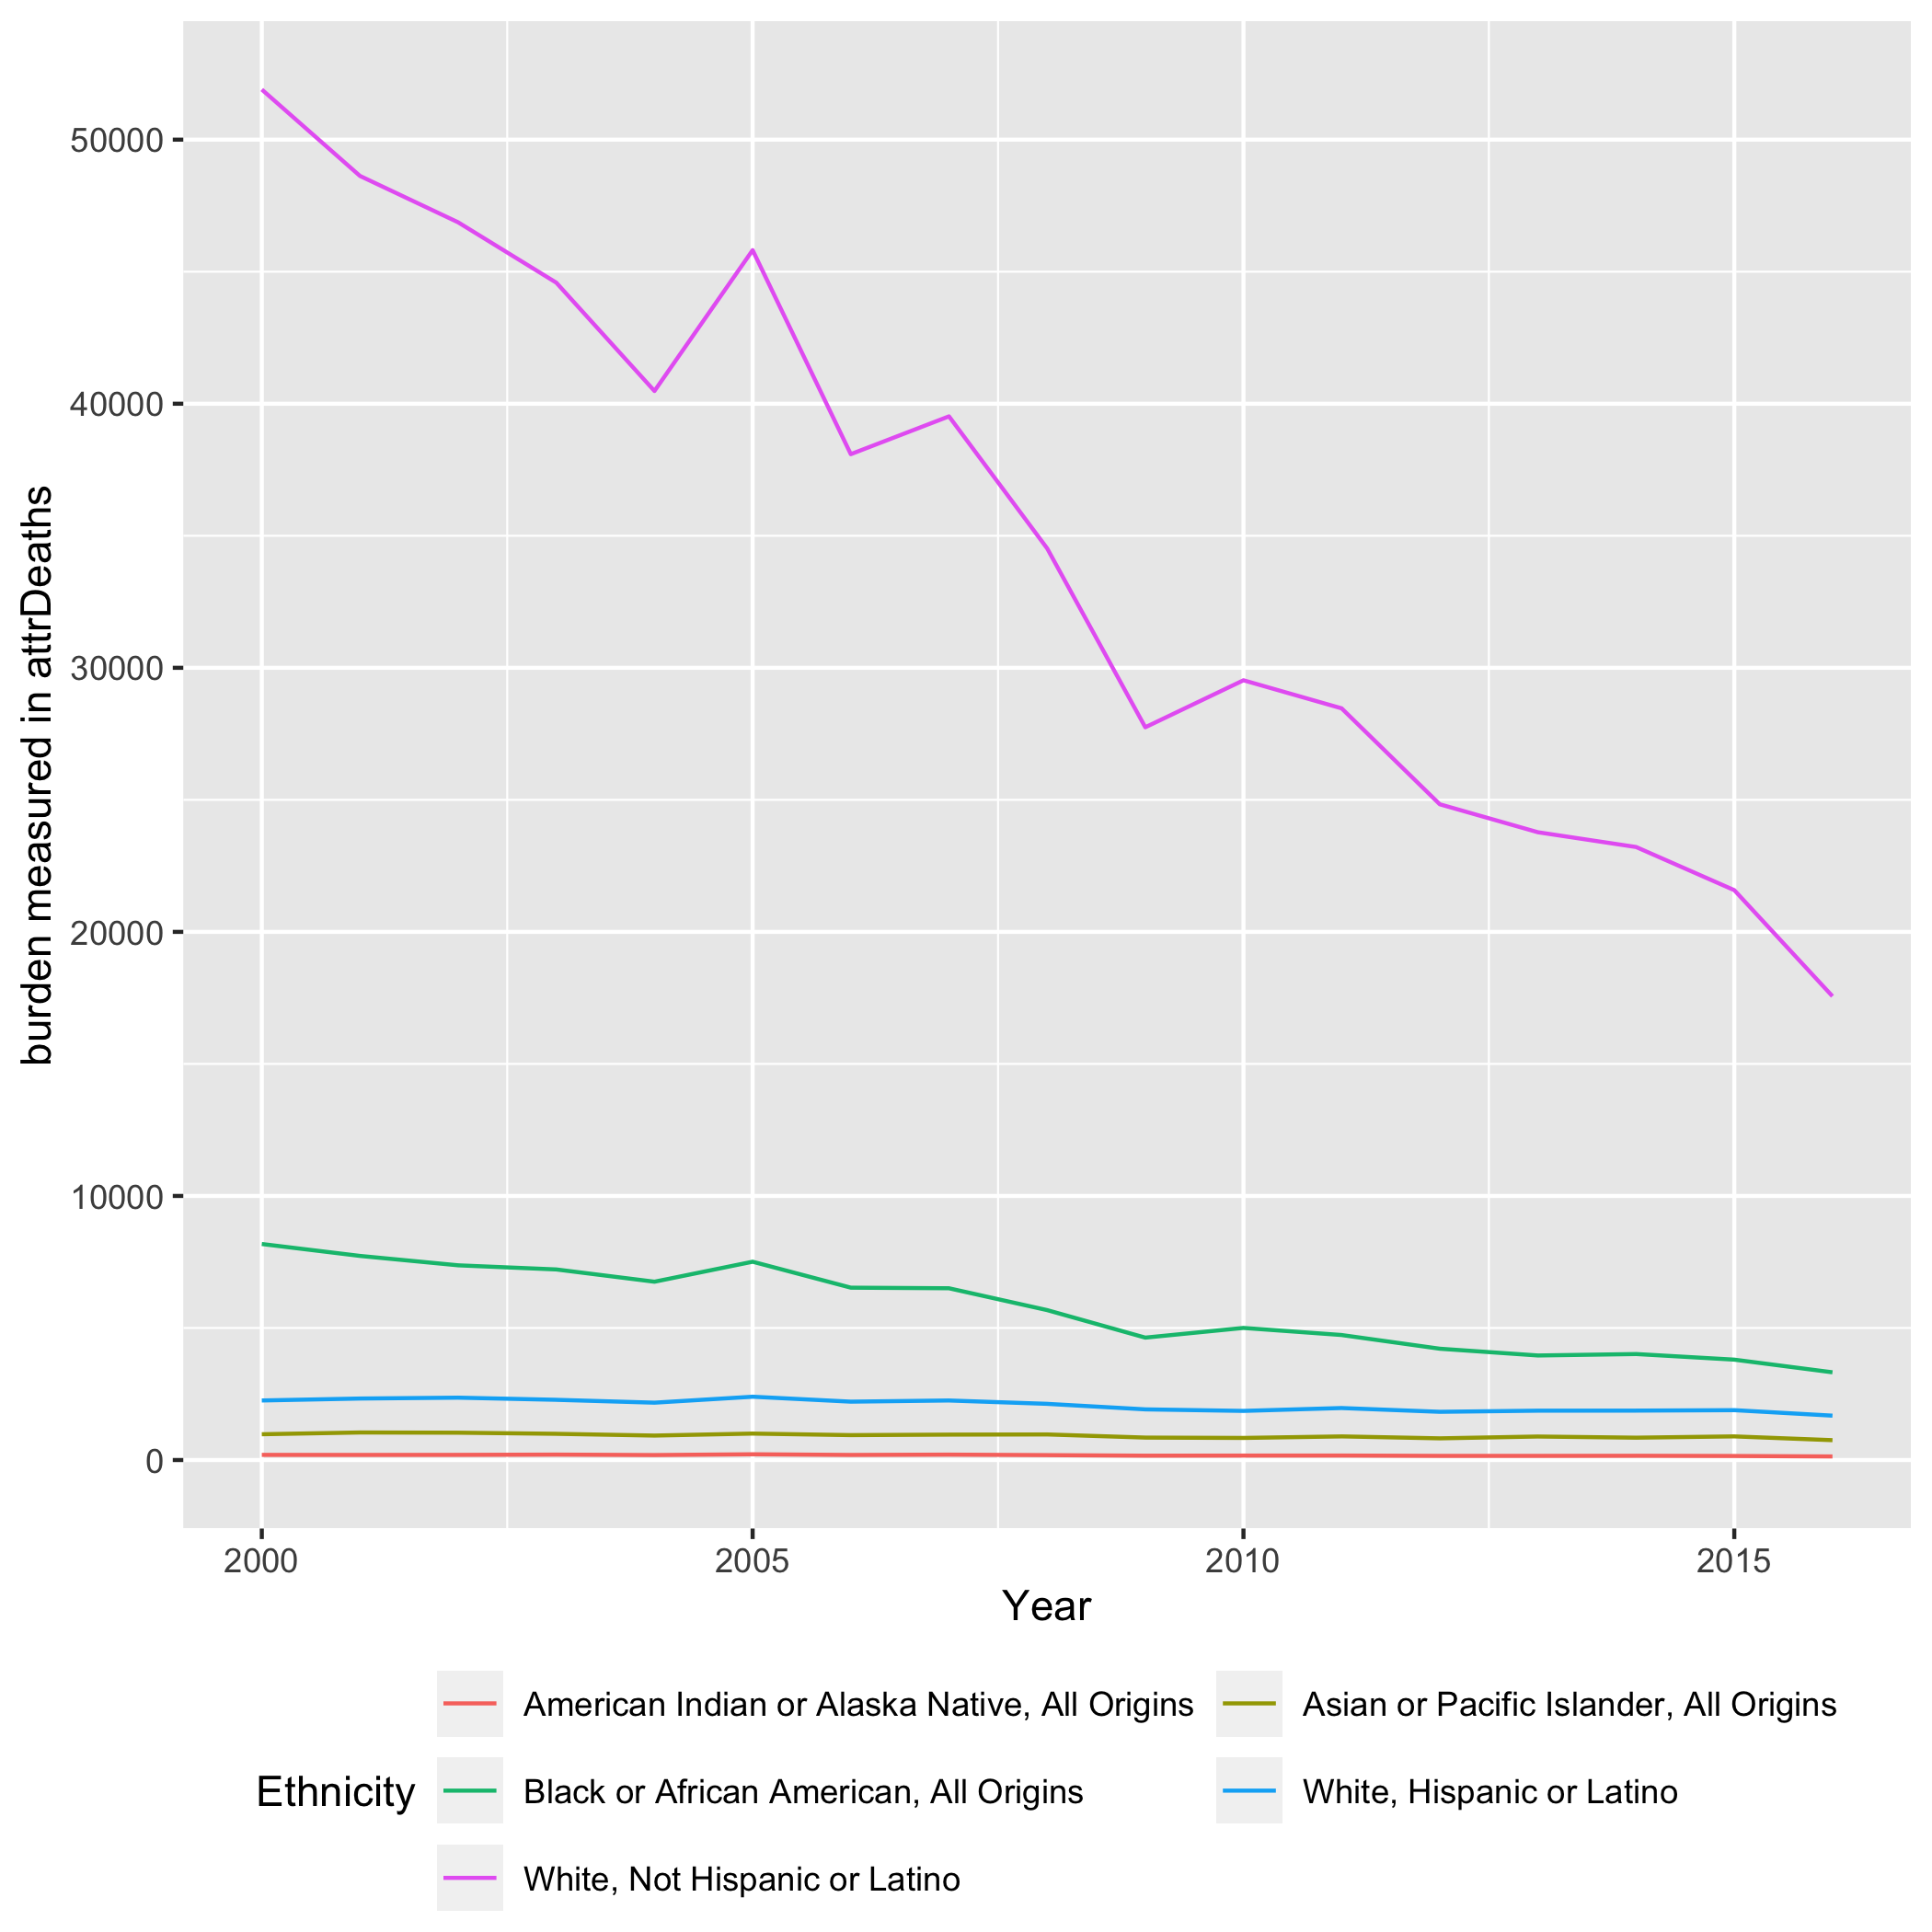 burden measured in attrDeaths
50000
40000
30000
20000
10000
0
2000 2005 2010 2015
Year
Ethnicity
American Indian or Alaska Native, All Origins
Asian or Pacific Islander, All Origins
Black or African American, All Origins
White, Hispanic or Latino
White, Not Hispanic or Latino